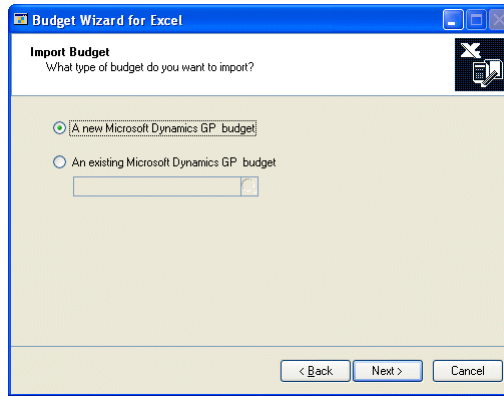 Budget Wizard for Excel
Import Budget
What type of budget do you want to import?
A new Microsoft Dynamics GP budget
An existing Microsoft Dynamics GP budget
< Back Next > Cancel